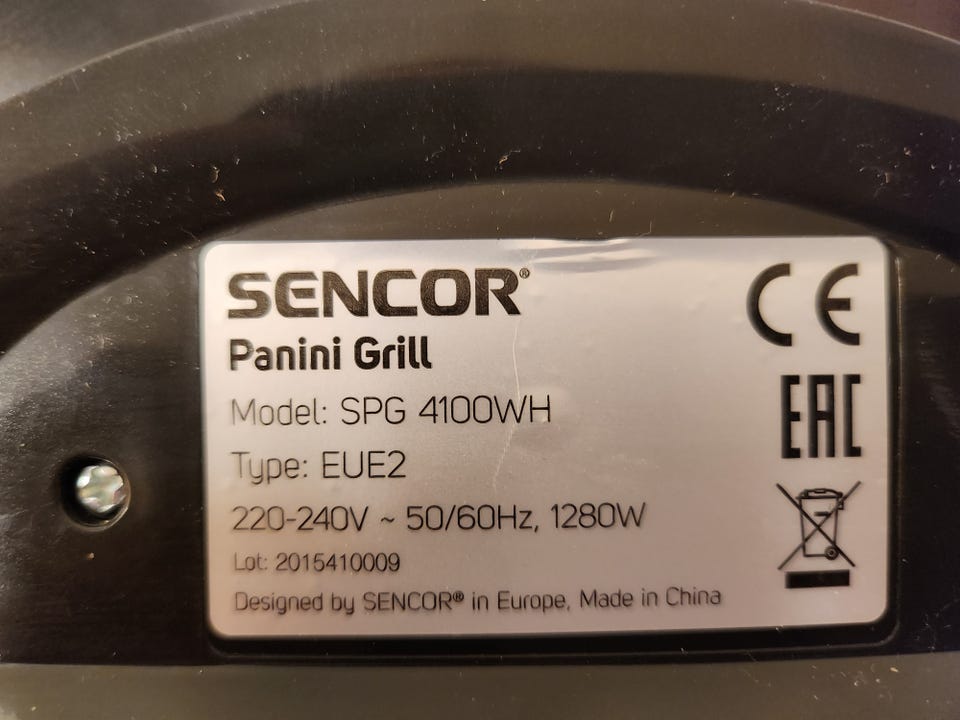 SENCOR®
Panini Grill
Model: SPG 4100WH
Type: EUE2
220-240V ~ 50/60Hz, 1280W
Lot: 2015410009
Designed by SENCOR® in Europe, Made in China
CE
EAC